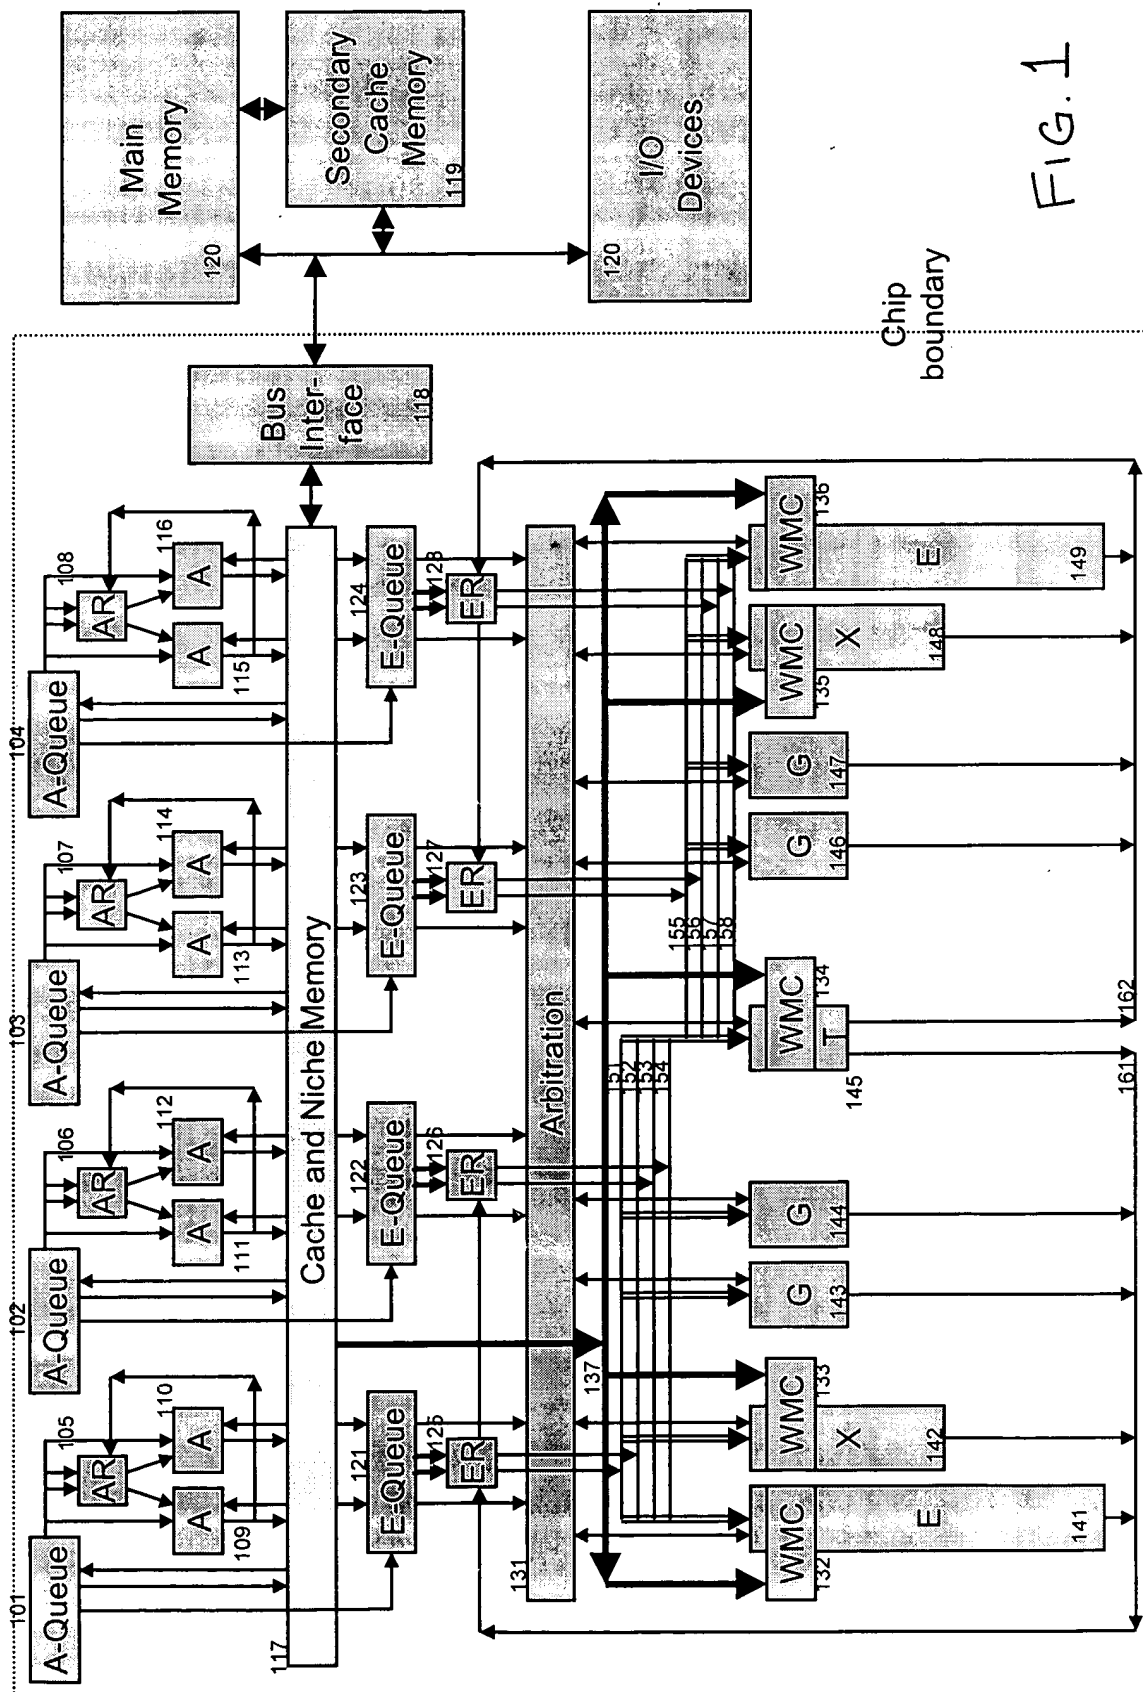 101
A-Queue
105
AR
109
A
110
A
102
A-Queue
106
AR
111
A
112
A
103
A-Queue
107
AR
113
A
114
A
104
A-Queue
108
AR
115
A
116
A
117
Cache and Niche Memory
Bus
Inter-
face
118
Main
Memory
120
Secondary
Cache
Memory
119
I/O
Devices
120
121
E-Queue
125
ER
122
E-Queue
126
ER
123
E-Queue
127
ER
124
E-Queue
128
ER
131
Arbitration
137
151
152
153
154
155
156
157
158
WMC
132
E
141
WMC
133
X
142
G
143
G
144
WMC
134
T
145
G
146
G
147
WMC
135
X
148
WMC
136
E
149
161
162
Chip
boundary
FIG. 1